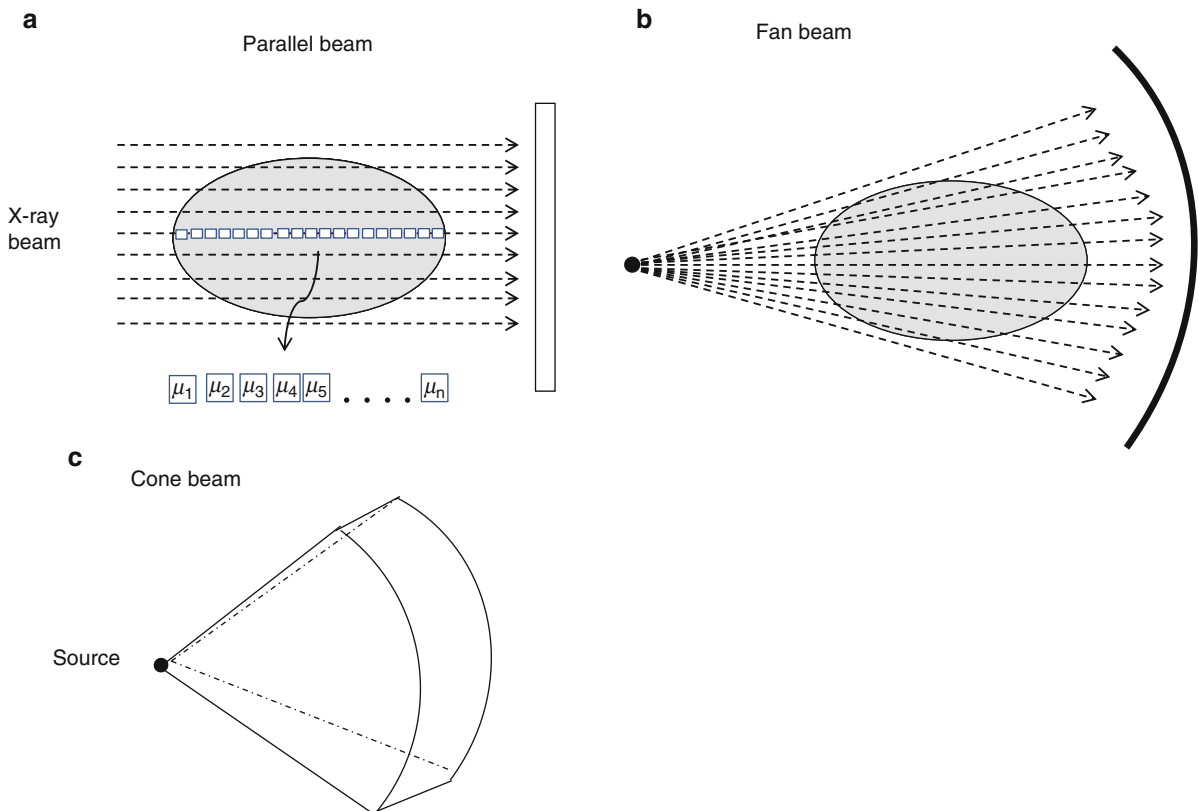 a
Parallel beam
X-ray
beam
μ1 μ2 μ3 μ4 μ5 . . . . μn
b
Fan beam
c
Cone beam
Source